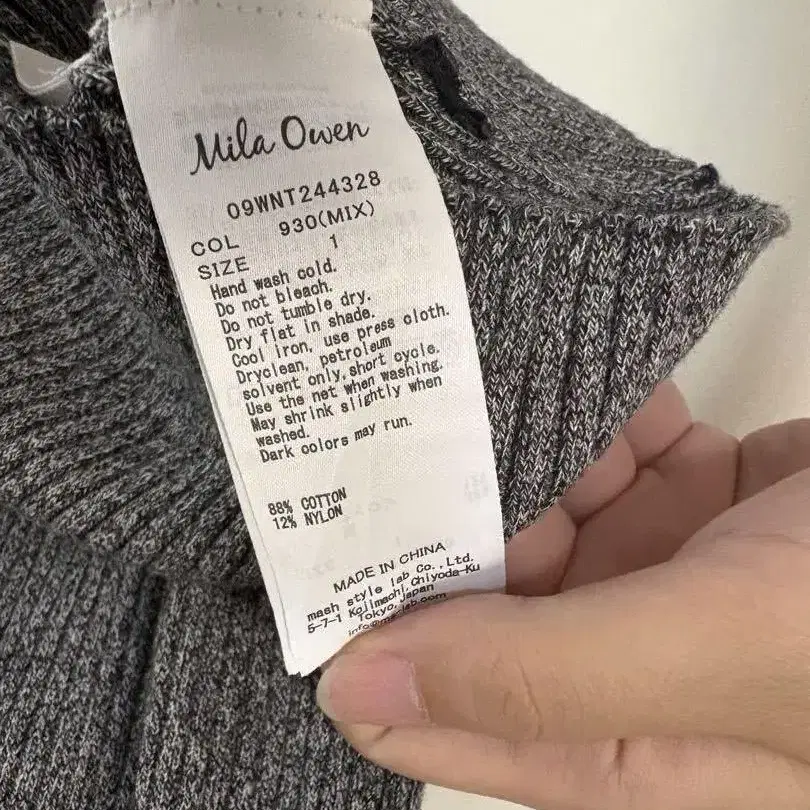 Mila Owen
09WNT244328
COL 930(MIX)
SIZE 1
Hand wash cold.
Do not bleach.
Do not tumble dry.
Dry flat in shade.
Cool iron, use press cloth.
Dryclean, petroleum
solvent only, short cycle.
Use the net when washing.
May shrink slightly when
washed.
Dark colors may run.
88% COTTON
12% NYLON
MADE IN CHINA
mash style lab Co.,Ltd.
5-7-1 Kojimachi,Chiyoda-Ku
Tokyo,Japan